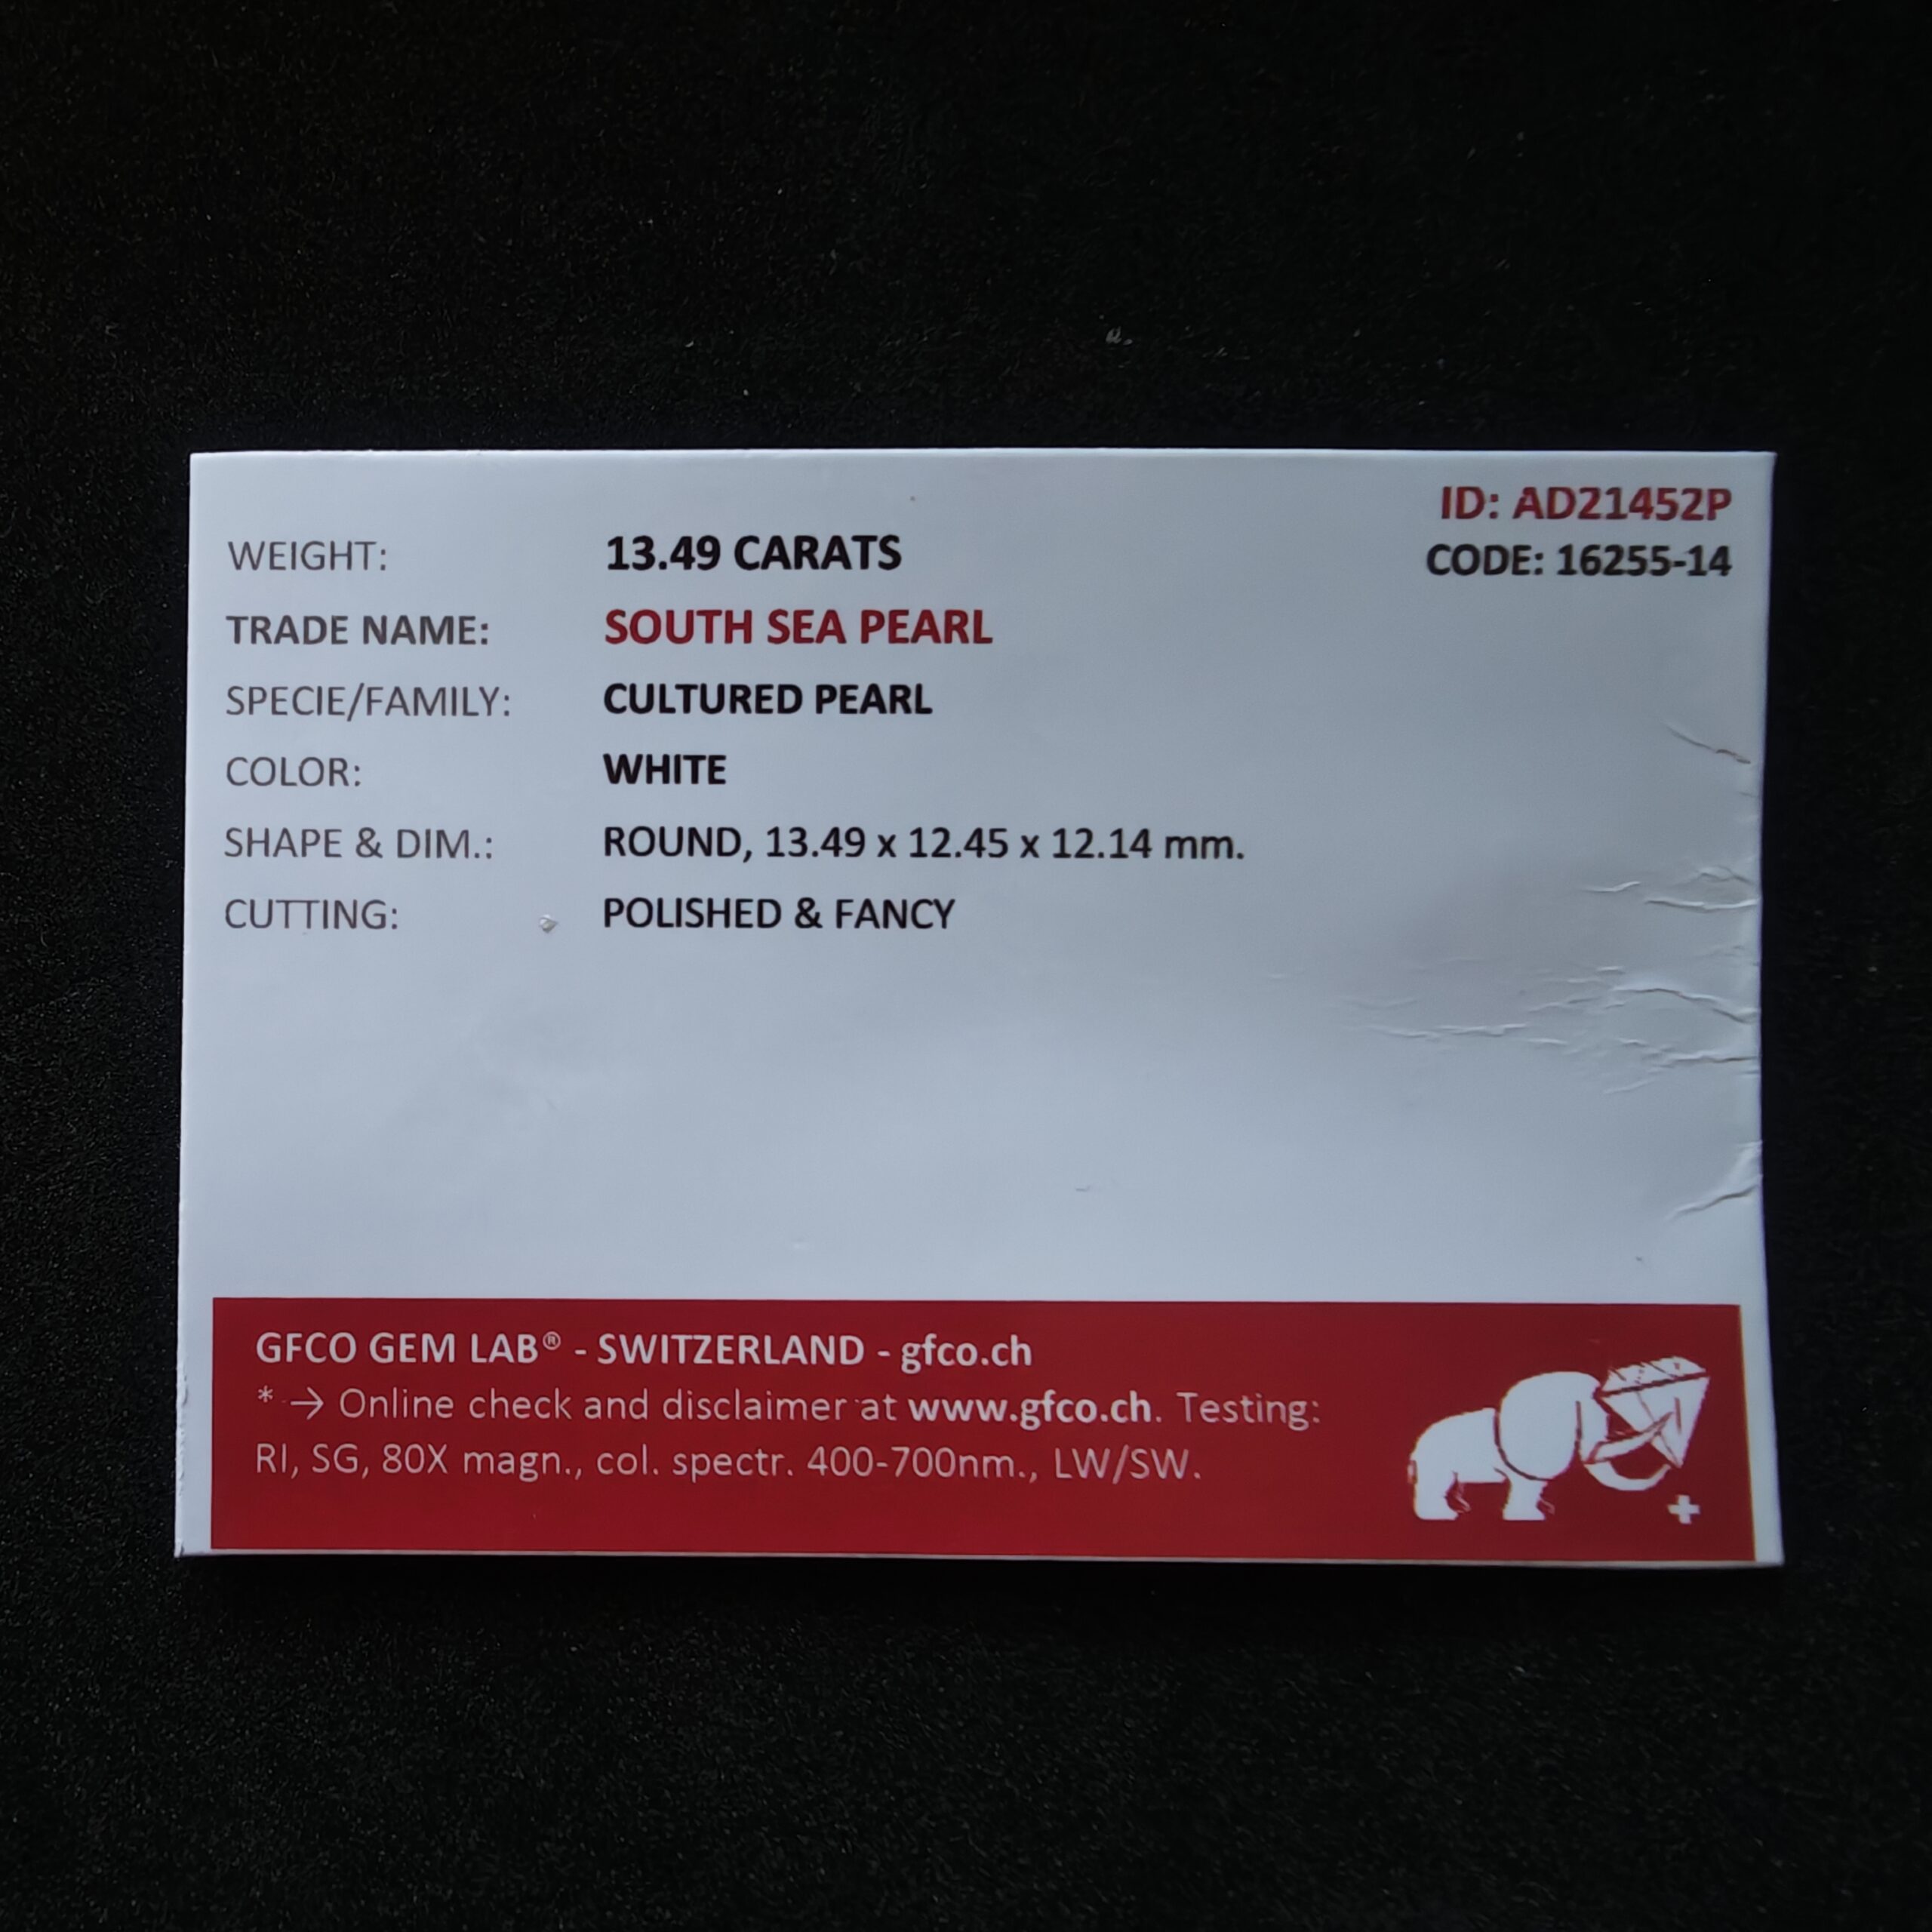 ID: AD21452P
CODE: 16255-14
WEIGHT: 13.49 CARATS
TRADE NAME: SOUTH SEA PEARL
SPECIE/FAMILY: CULTURED PEARL
COLOR: WHITE
SHAPE & DIM.: ROUND, 13.49 x 12.45 x 12.14 mm.
CUTTING: POLISHED & FANCY
GFCO GEM LAB® - SWITZERLAND - gfco.ch
* → Online check and disclaimer at www.gfco.ch. Testing:
RI, SG, 80X magn., col. spectr. 400-700nm., LW/SW.